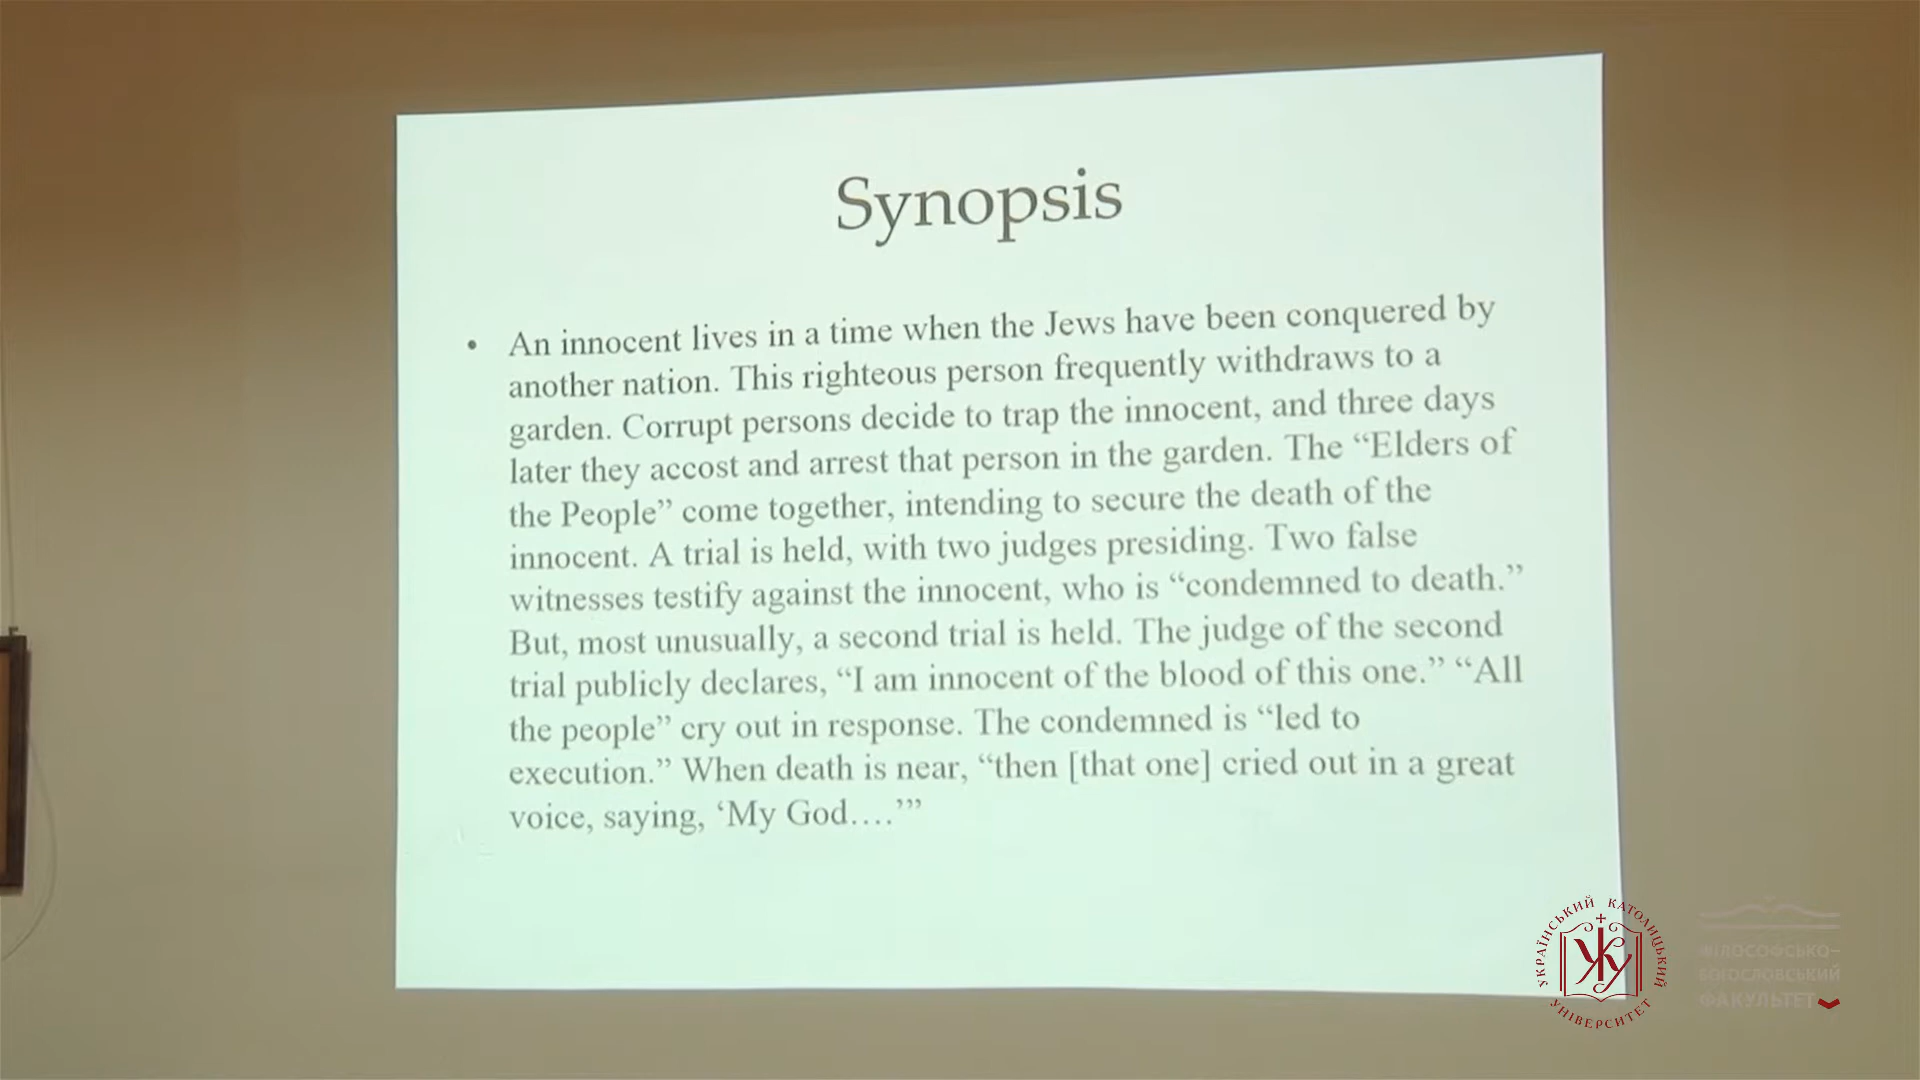 Synopsis
• An innocent lives in a time when the Jews have been conquered by
another nation. This righteous person frequently withdraws to a
garden. Corrupt persons decide to trap the innocent, and three days
later they accost and arrest that person in the garden. The “Elders of
the People” come together, intending to secure the death of the
innocent. A trial is held, with two judges presiding. Two false
witnesses testify against the innocent, who is “condemned to death.”
But, most unusually, a second trial is held. The judge of the second
trial publicly declares, “I am innocent of the blood of this one.” “All
the people” cry out in response. The condemned is “led to
execution.” When death is near, “then [that one] cried out in a great
voice, saying, ‘My God….’”
УКРАЇНСЬКИЙ КАТОЛИЦЬКИЙ
УНІВЕРСИТЕТ
УКУ
ФІЛОСОФСЬКО-
БОГОСЛОВСЬКИЙ
ФАКУЛЬТЕТ